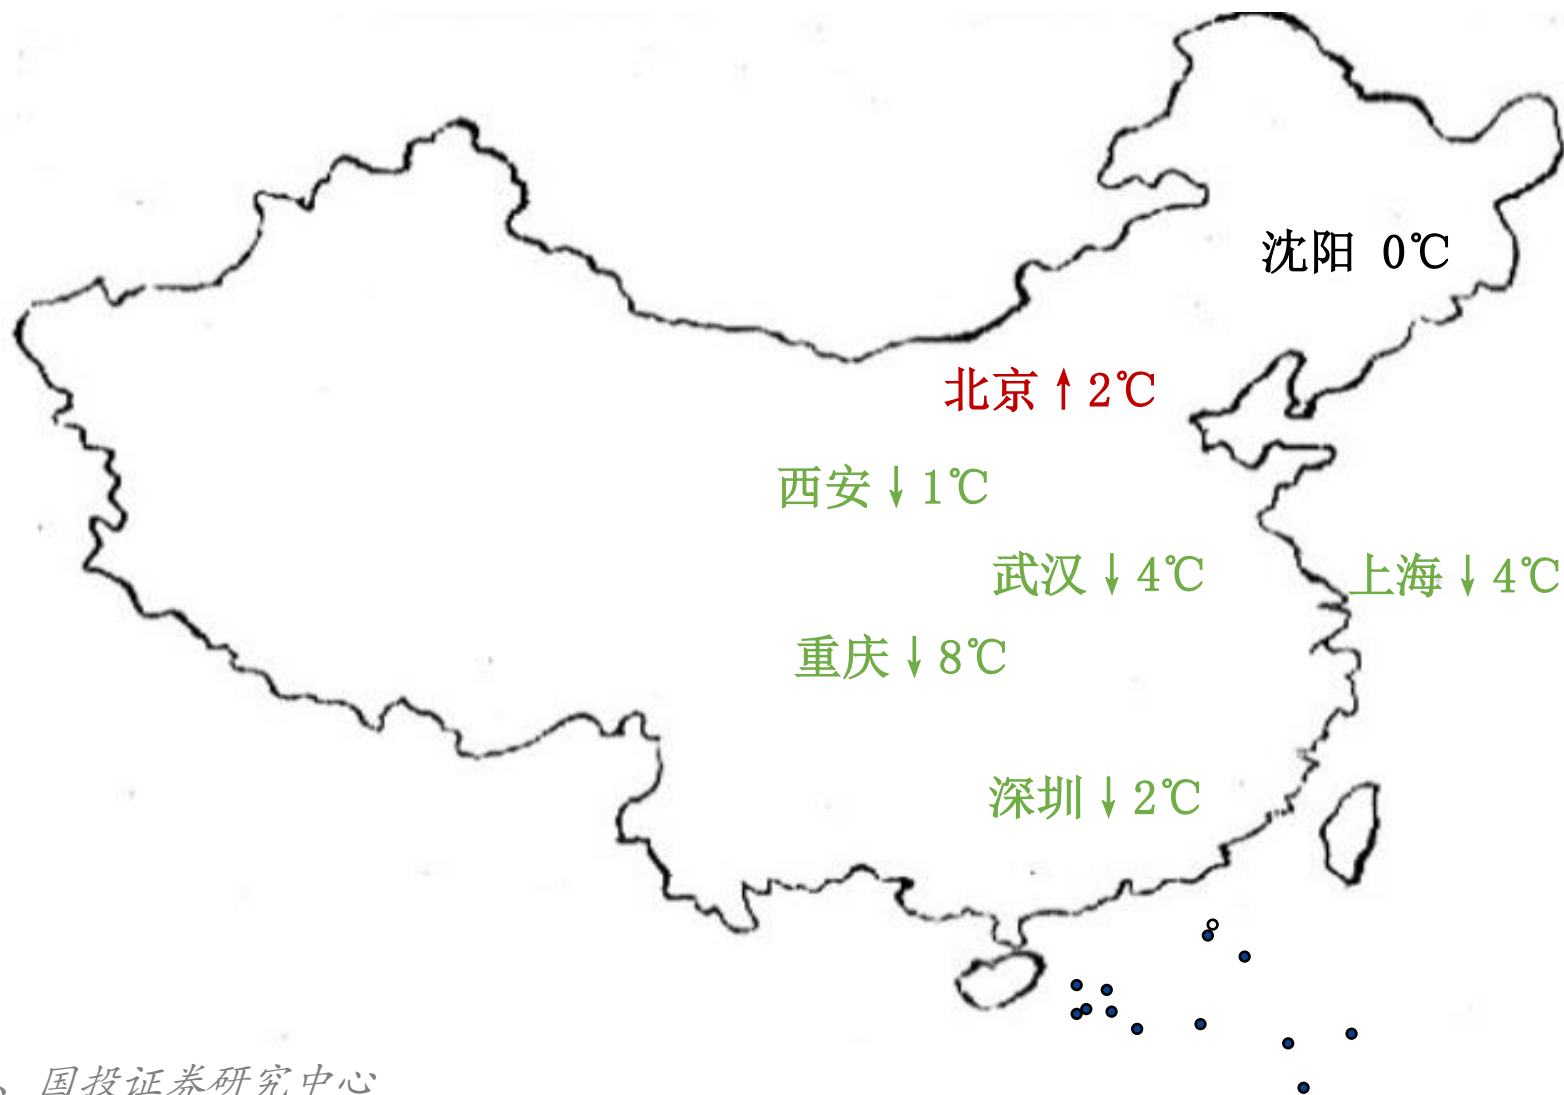 沈阳 0℃
北京↑2℃
西安↓1℃
武汉↓4℃
上海↓4℃
重庆↓8℃
深圳↓2℃
、国投证券研究中心